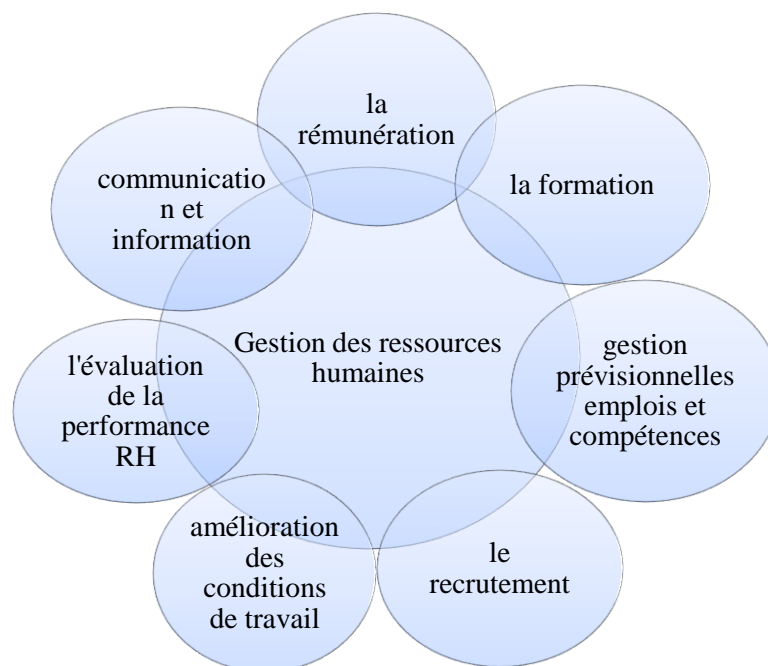 la
rémunération
la formation
gestion
prévisionnelles
emplois et
compétences
le
recrutement
amélioration
des
conditions
de travail
l'évaluation
de la
performance
RH
communicatio
n et
information
Gestion des ressources
humaines